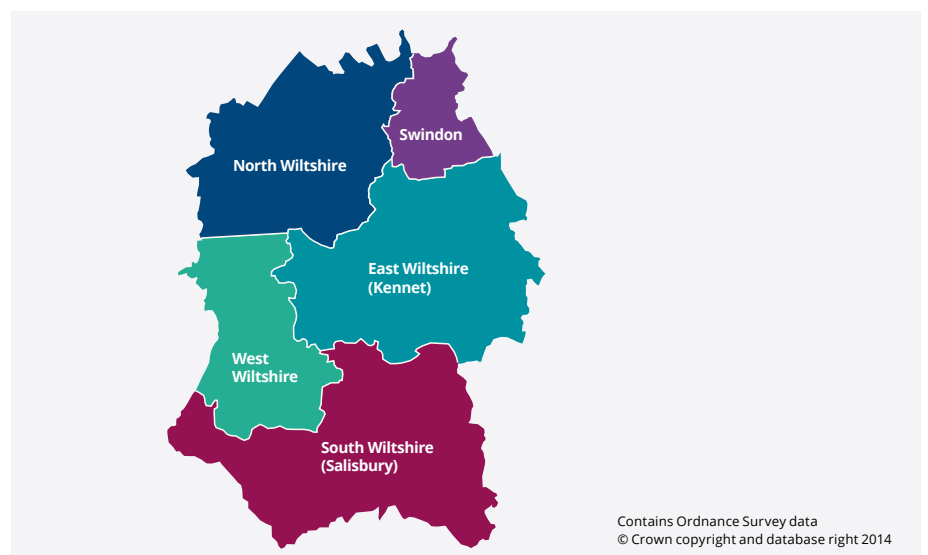 Swindon
North Wiltshire
East Wiltshire
(Kennet)
West
Wiltshire
South Wiltshire
(Salisbury)
Contains Ordnance Survey data
© Crown copyright and database right 2014